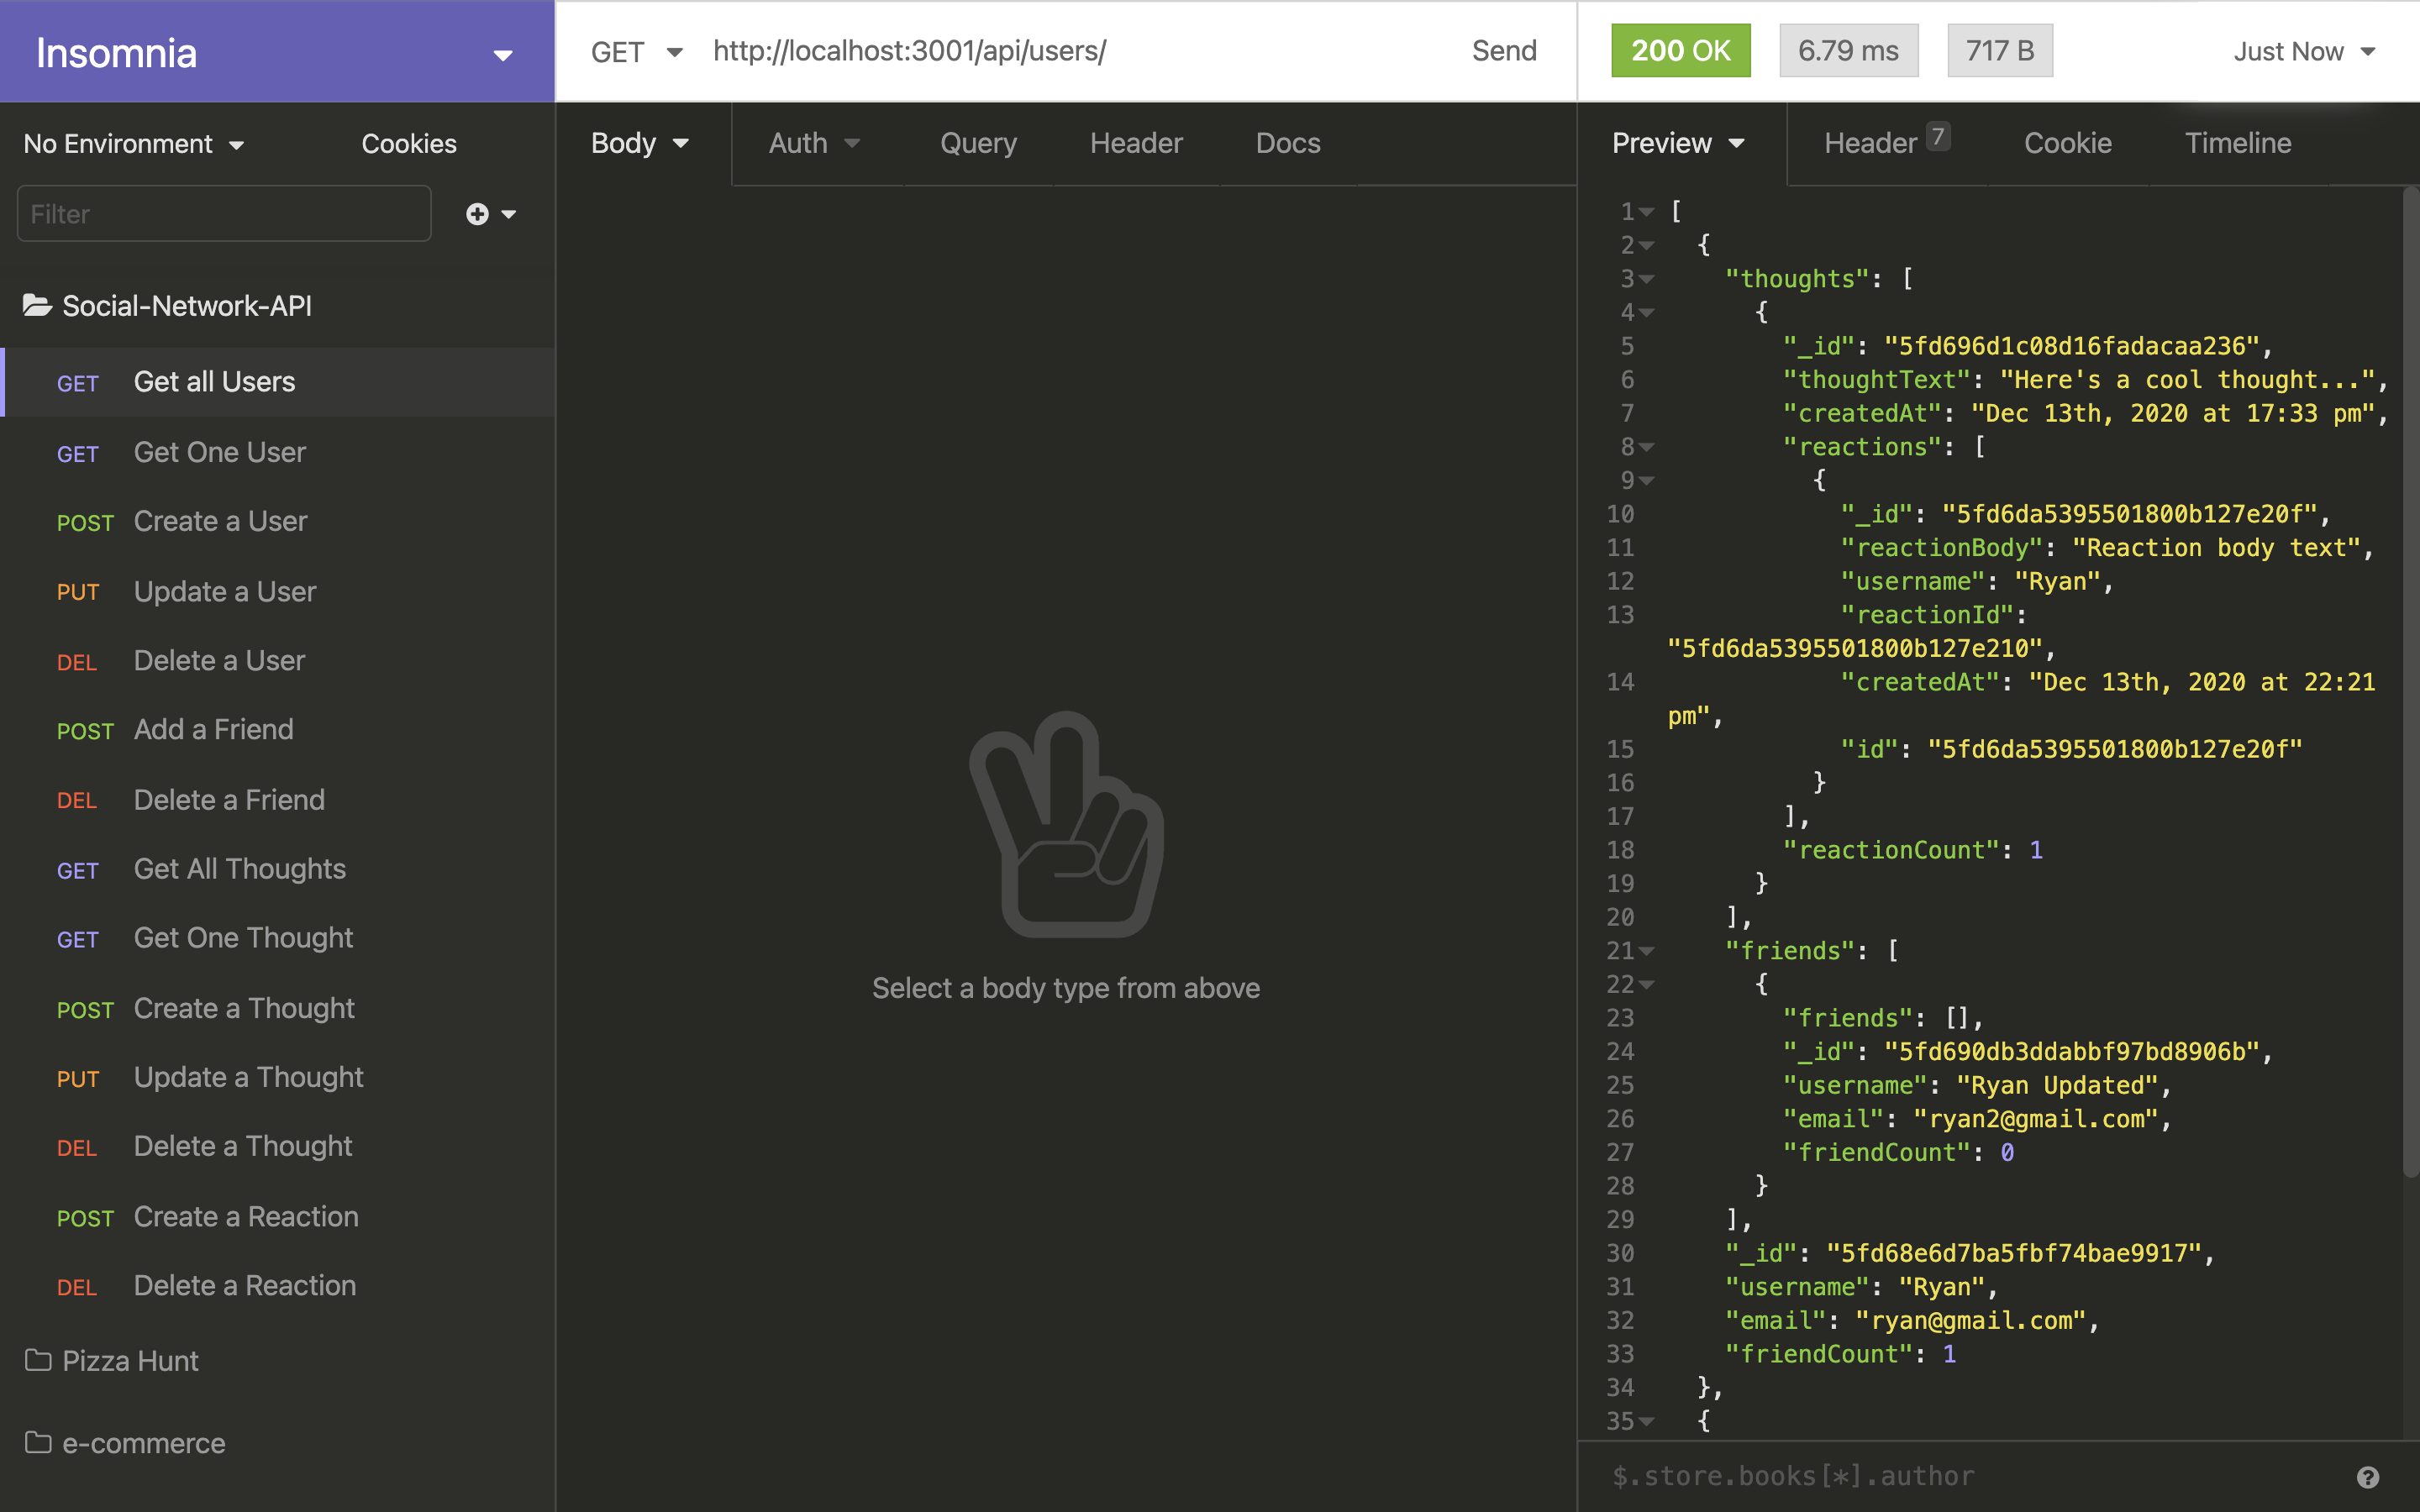 Insomnia
No Environment
Cookies
Filter
Social-Network-API
GET Get all Users
GET Get One User
POST Create a User
PUT Update a User
DEL Delete a User
POST Add a Friend
DEL Delete a Friend
GET Get All Thoughts
GET Get One Thought
POST Create a Thought
PUT Update a Thought
DEL Delete a Thought
POST Create a Reaction
DEL Delete a Reaction
Pizza Hunt
e-commerce
GET http://localhost:3001/api/users/ Send
Body Auth Query Header Docs
Select a body type from above
200 OK 6.79 ms 717 B Just Now
Preview Header 7 Cookie Timeline
1 [
2 {
3 "thoughts": [
4 {
5 "_id": "5fd696d1c08d16fadacaa236",
6 "thoughtText": "Here's a cool thought...",
7 "createdAt": "Dec 13th, 2020 at 17:33 pm",
8 "reactions": [
9 {
10 "_id": "5fd6da5395501800b127e20f",
11 "reactionBody": "Reaction body text",
12 "username": "Ryan",
13 "reactionId":
"5fd6da5395501800b127e210",
14 "createdAt": "Dec 13th, 2020 at 22:21
pm",
15 "id": "5fd6da5395501800b127e20f"
16 }
17 ],
18 "reactionCount": 1
19 }
20 ],
21 "friends": [
22 {
23 "friends": [],
24 "_id": "5fd690db3ddabbf97bd8906b",
25 "username": "Ryan Updated",
26 "email": "ryan2@gmail.com",
27 "friendCount": 0
28 }
29 ],
30 "_id": "5fd68e6d7ba5fbf74bae9917",
31 "username": "Ryan",
32 "email": "ryan@gmail.com",
33 "friendCount": 1
34 },
35 {
$.store.books[*].author